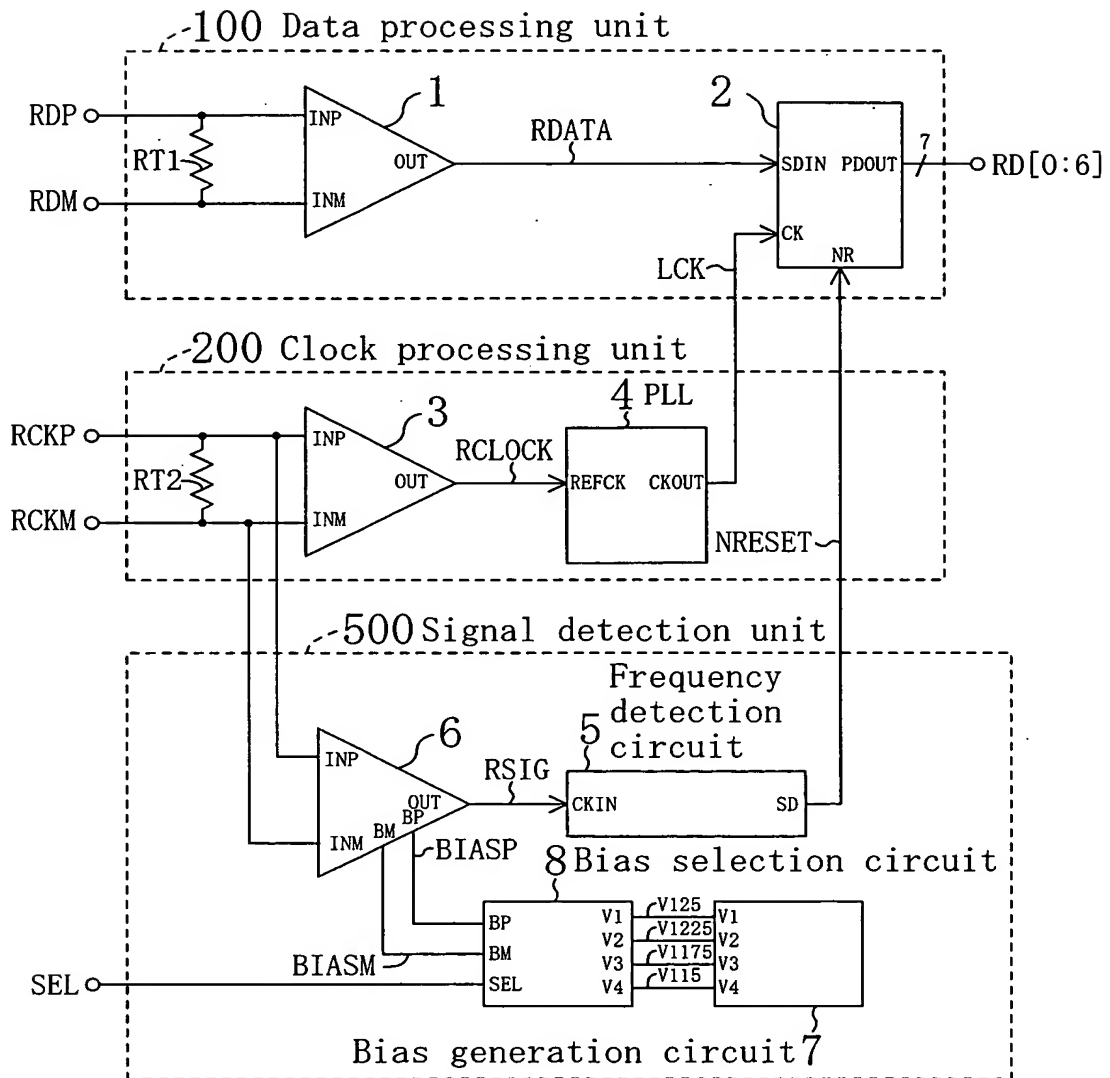 100 Data processing unit
RDP
RT1
RDM
INP
INM
OUT
1
RDATA
2
SDIN
PDOUT
CK
NR
7
RD[0:6]
LCK
200 Clock processing unit
RCKP
RT2
RCKM
INP
INM
OUT
3
RCLOCK
4 PLL
REFCK
CKOUT
NRESET
500 Signal detection unit
Frequency
detection
circuit
5
INP
INM
OUT
BP
BM
6
RSIG
CKIN
SD
BIASP
BIASM
8 Bias selection circuit
BP
BM
SEL
V1
V2
V3
V4
V125
V1225
V1175
V115
V1
V2
V3
V4
SEL
Bias generation circuit 7